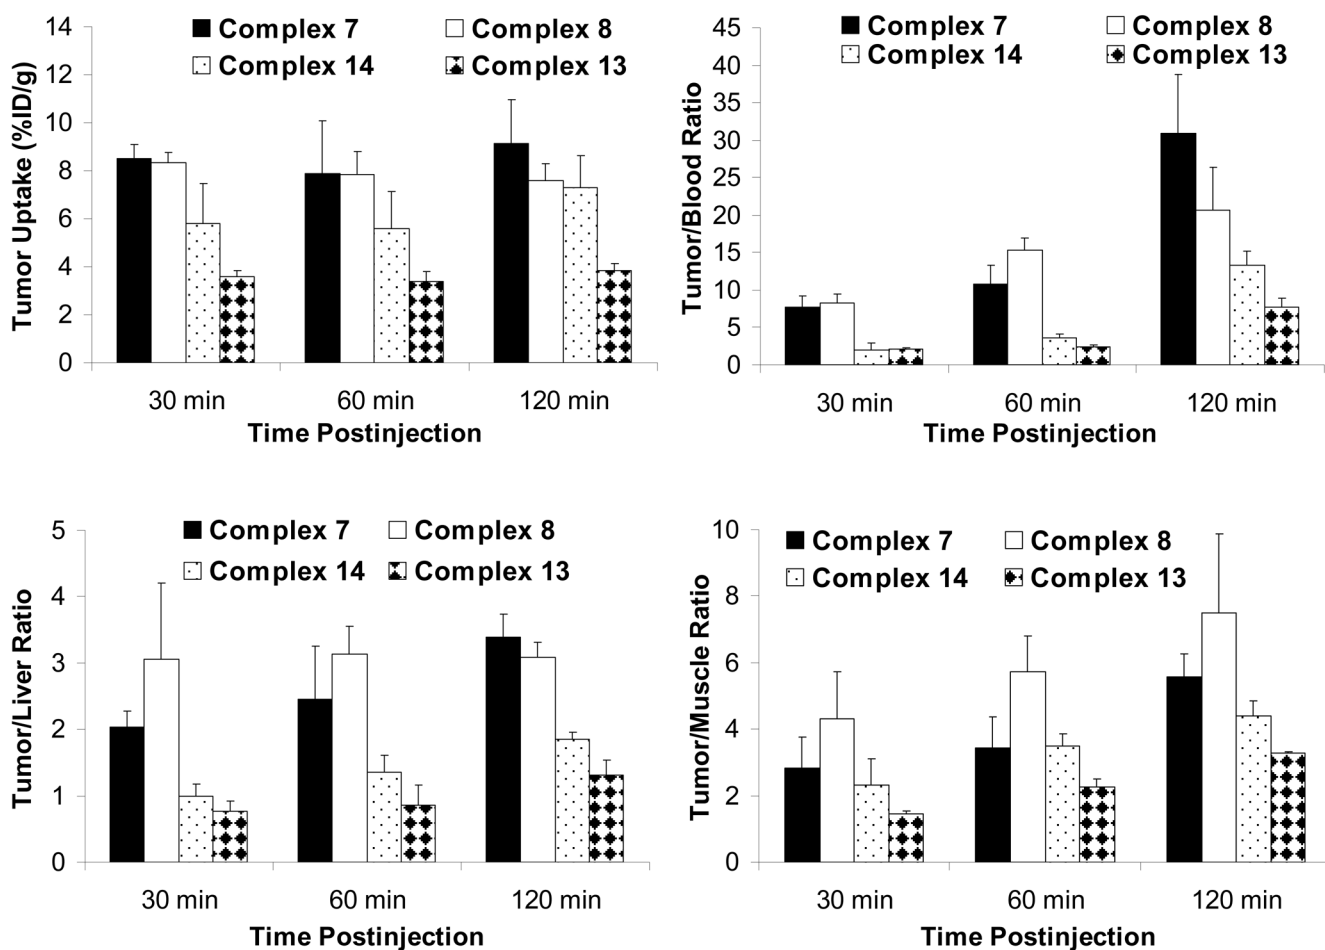 Tumor Uptake (%ID/g)
14
12
10
8
6
4
2
0
Complex 7
Complex 8
Complex 14
Complex 13
30 min
60 min
120 min
Time Postinjection
Tumor/Blood Ratio
45
40
35
30
25
20
15
10
5
0
Complex 7
Complex 8
Complex 14
Complex 13
30 min
60 min
120 min
Time Postinjection
Tumor/Liver Ratio
5
4
3
2
1
0
Complex 7
Complex 8
Complex 14
Complex 13
30 min
60 min
120 min
Time Postinjection
Tumor/Muscle Ratio
10
8
6
4
2
0
Complex 7
Complex 8
Complex 14
Complex 13
30 min
60 min
120 min
Time Postinjection